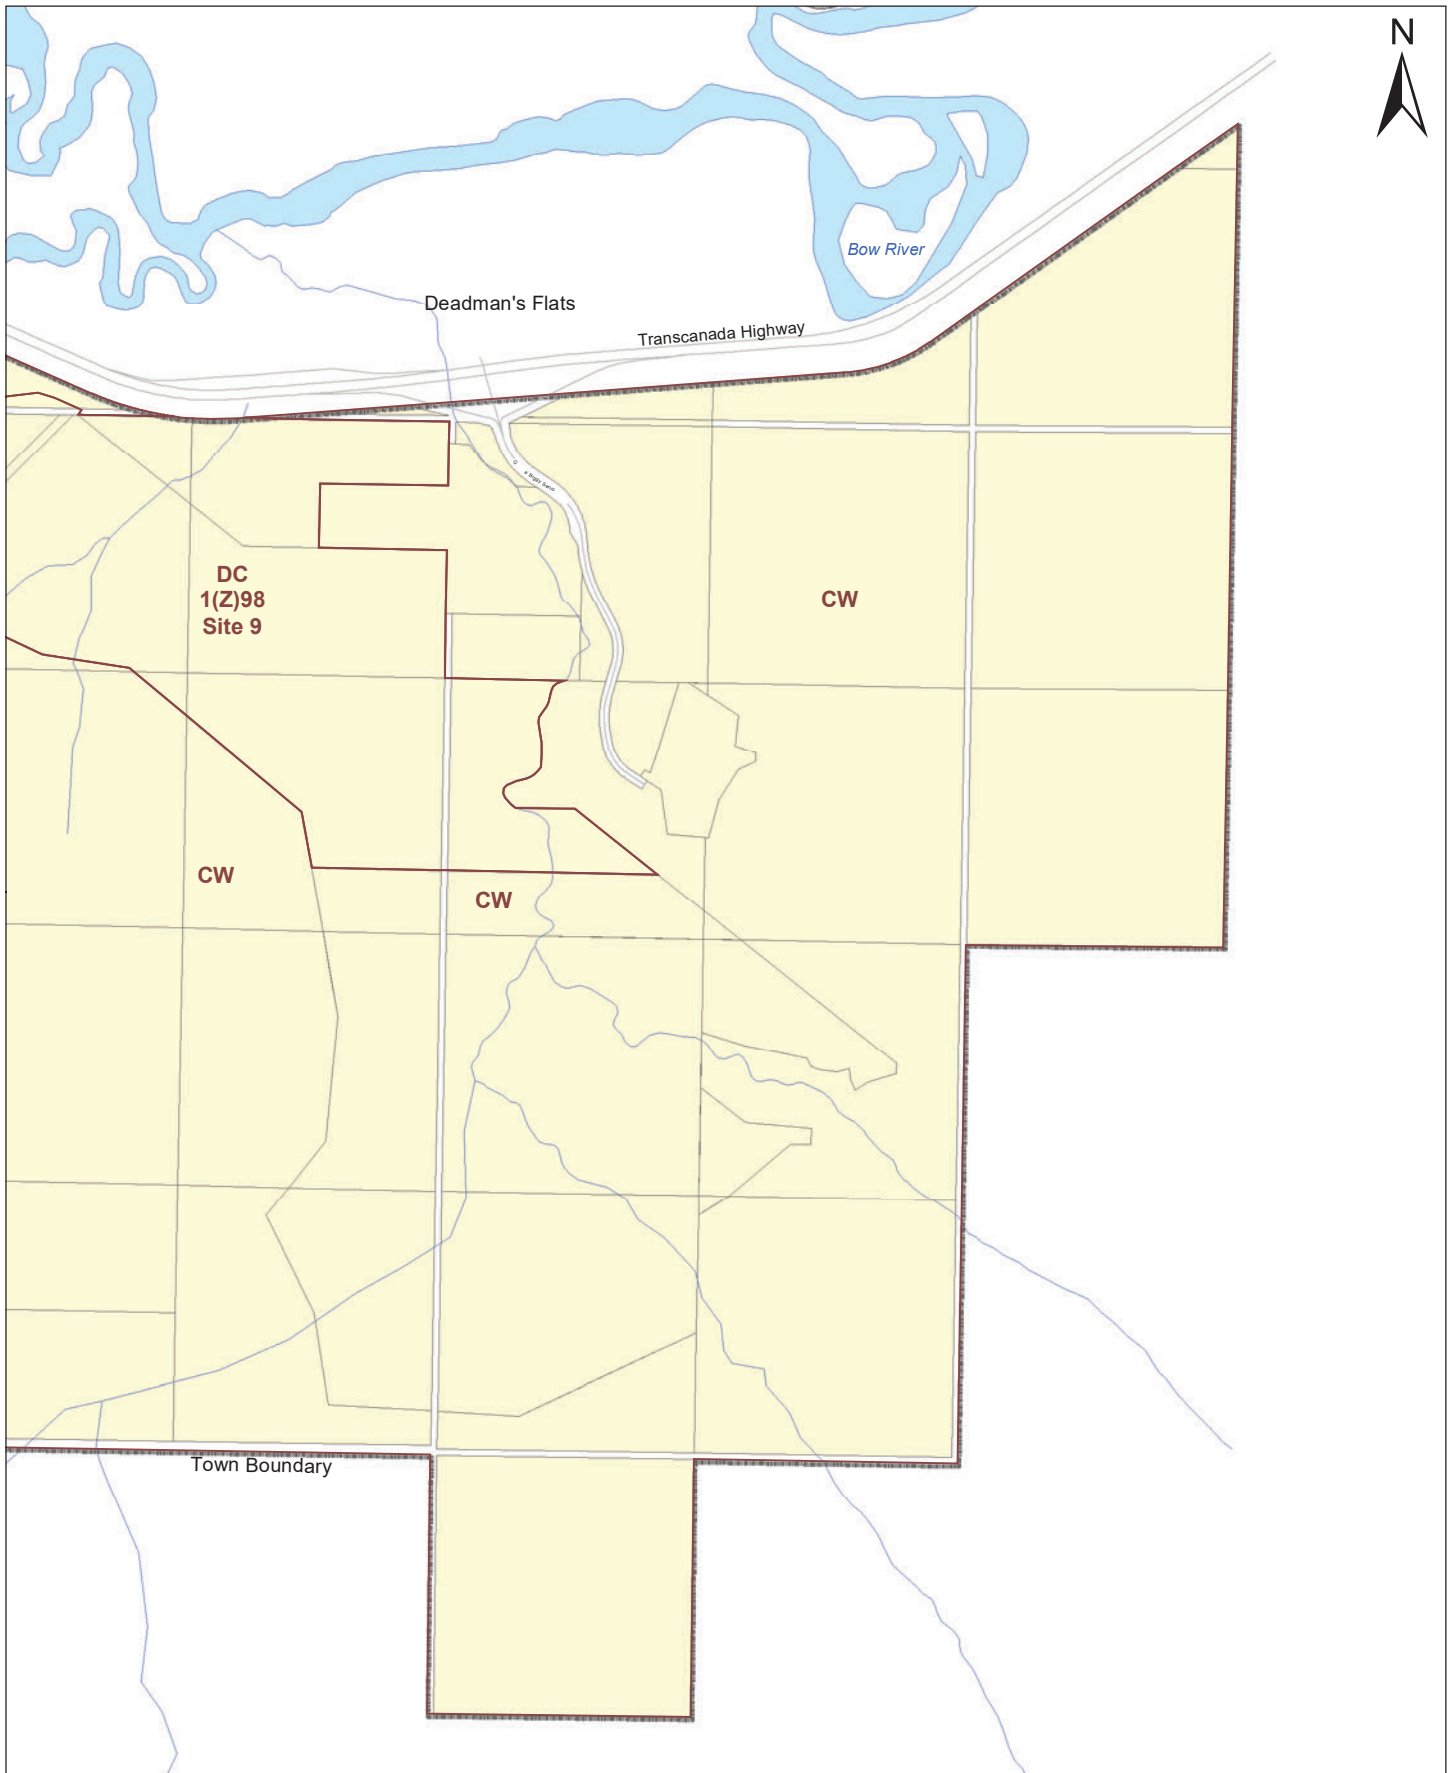 N
Bow River
Deadman's Flats
Transcanada Highway
DC
1(Z)98
Site 9
CW
CW
CW
Town Boundary